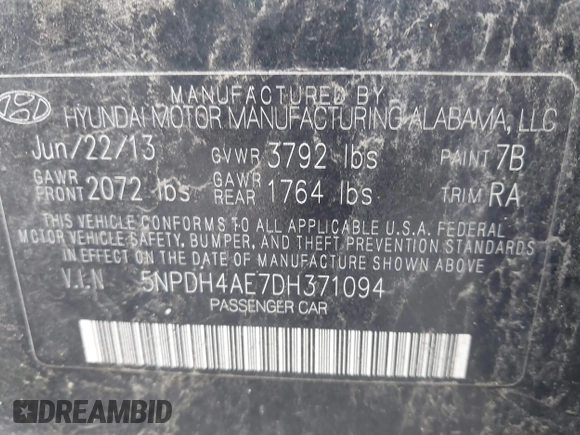 MANUFACTURED BY
HYUNDAI MOTOR MANUFACTURING ALABAMA, LLC
Jun/22/13 GVWR 3792 lbs PAINT 7B
GAWR FRONT 2072 lbs GAWR REAR 1764 lbs TRIM RA
THIS VEHICLE CONFORMS TO ALL APPLICABLE U.S.A. FEDERAL
MOTOR VEHICLE SAFETY, BUMPER, AND THEFT PREVENTION STANDARDS
IN EFFECT ON THE DATE OF MANUFACTURE SHOWN ABOVE
V.I.N 5NPDH4AE7DH371094
PASSENGER CAR
DREAMBID